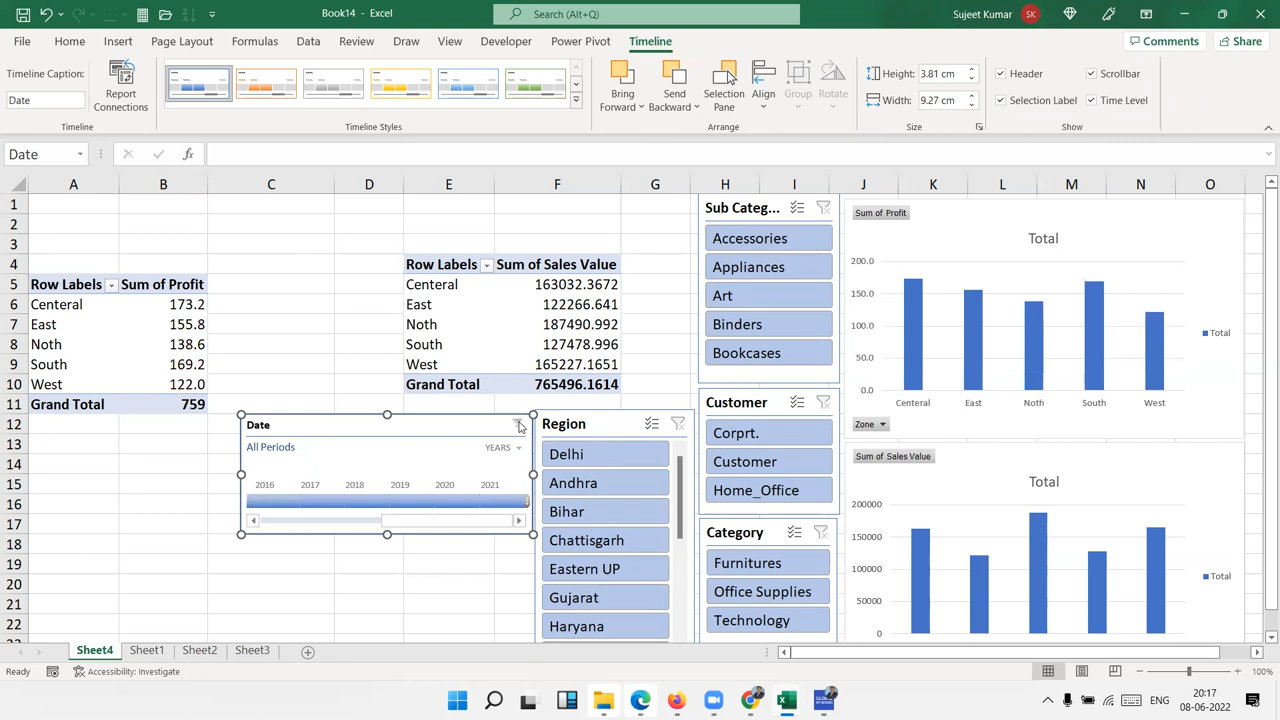 Book14 - Excel
Search (Alt+Q)
Sujeet Kumar
SK
File
Home
Insert
Page Layout
Formulas
Data
Review
Draw
View
Developer
Power Pivot
Timeline
Comments
Share
Timeline Caption:
Date
Report Connections
Bring Forward
Send Backward
Selection Pane
Align
Group
Rotate
Height: 3.81 cm
Width: 9.27 cm
Header
Scrollbar
Selection Label
Time Level
Timeline
Timeline Styles
Arrange
Size
Show
Date
fx
A B C D E F G H I J K L M N O
1
2
3
4 Row Labels Sum of Sales Value
5 Row Labels Sum of Profit Centeral 163032.3672
6 Centeral 173.2 East 122266.641
7 East 155.8 Noth 187490.992
8 Noth 138.6 South 127478.996
9 South 169.2 West 165227.1651
10 West 122.0 Grand Total 765496.1614
11 Grand Total 759
12
13
14
15
16
17
18
19
20
21
22
23
Date
All Periods
YEARS
2016 2017 2018 2019 2020 2021
Region
Delhi
Andhra
Bihar
Chattisgarh
Eastern UP
Gujarat
Haryana
Sub Categ...
Accessories
Appliances
Art
Binders
Bookcases
Customer
Corprt.
Customer
Home_Office
Category
Furnitures
Office Supplies
Technology
Sum of Profit
Total
200.0
150.0
100.0
50.0
0.0
Centeral East Noth South West
Total
Zone
Sum of Sales Value
Total
200000
150000
100000
50000
0
Total
Sheet4
Sheet1
Sheet2
Sheet3
Ready
Accessibility: Investigate
100%
ENG
20:17
08-06-2022